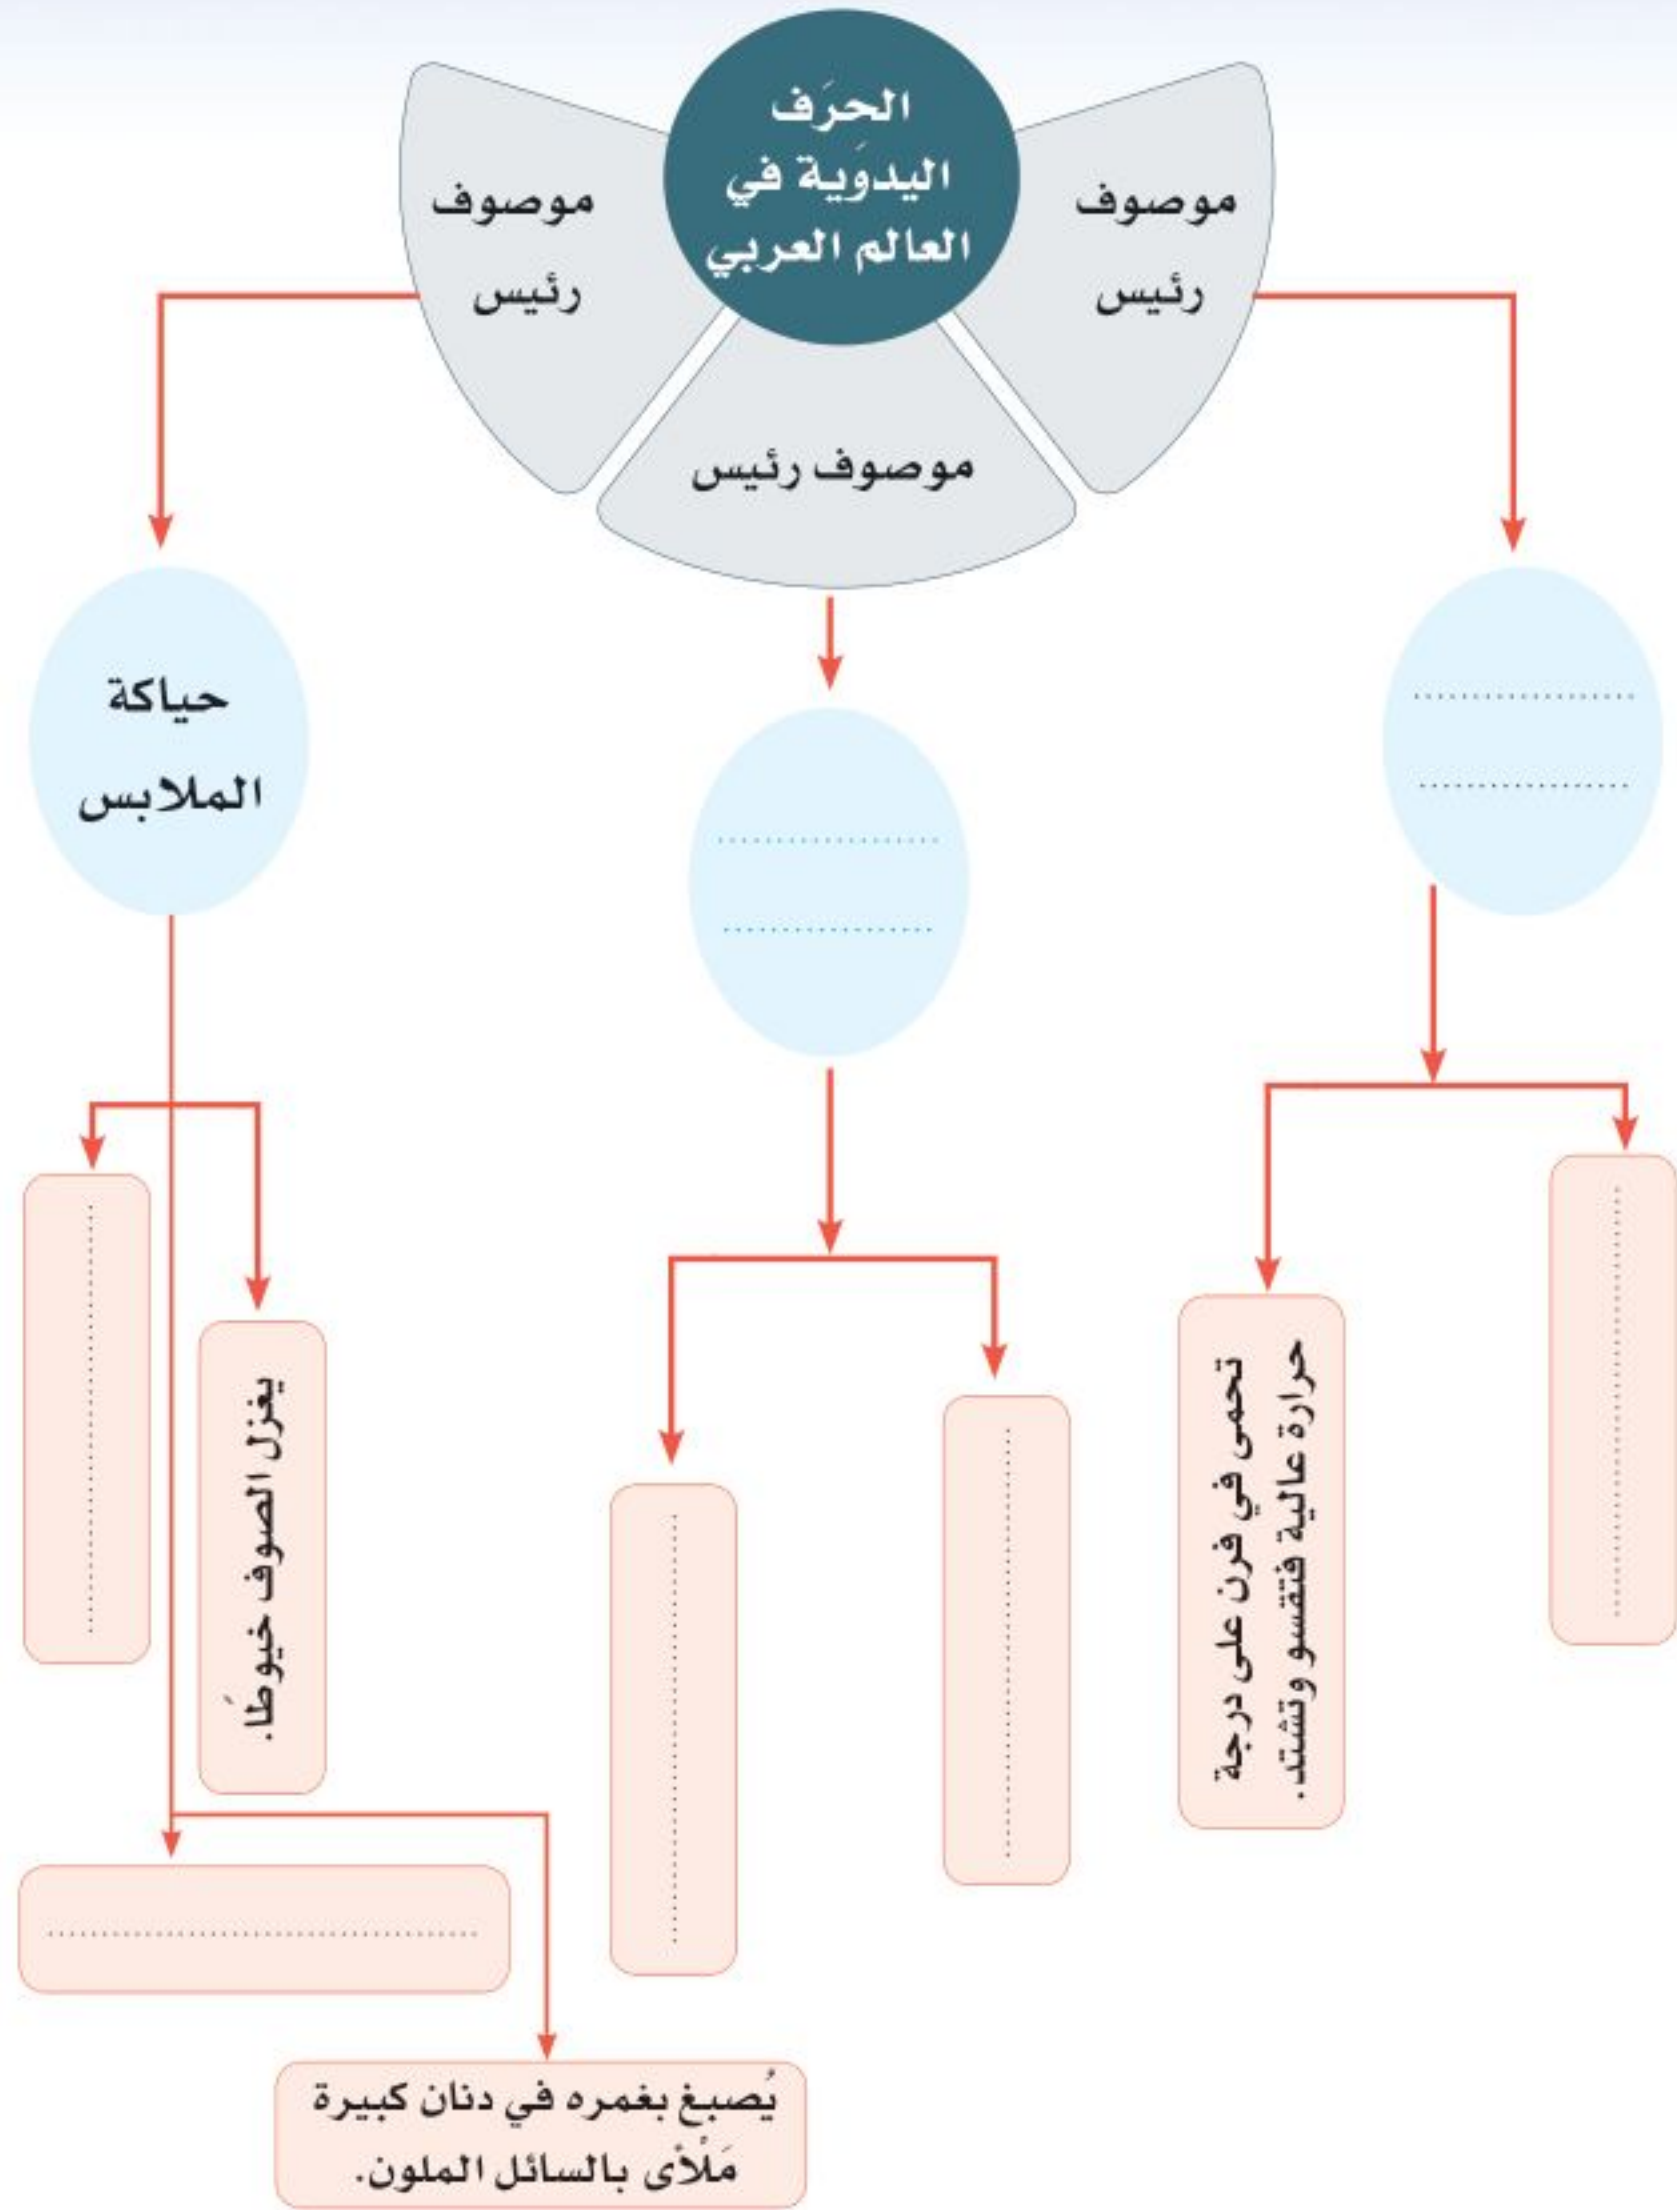 الحرَف
اليدوَية في
العالم العربي
موصوف
رئيس
موصوف رئيس
موصوف
رئيس
حياكة
الملابس
تحمى في فرن على درجة
حرارة عالية فتقسو وتشتد.
يغزل الصوف خيوطًا.
يُصبغ بغمره في دنان كبيرة
مَلْأى بالسائل الملون.